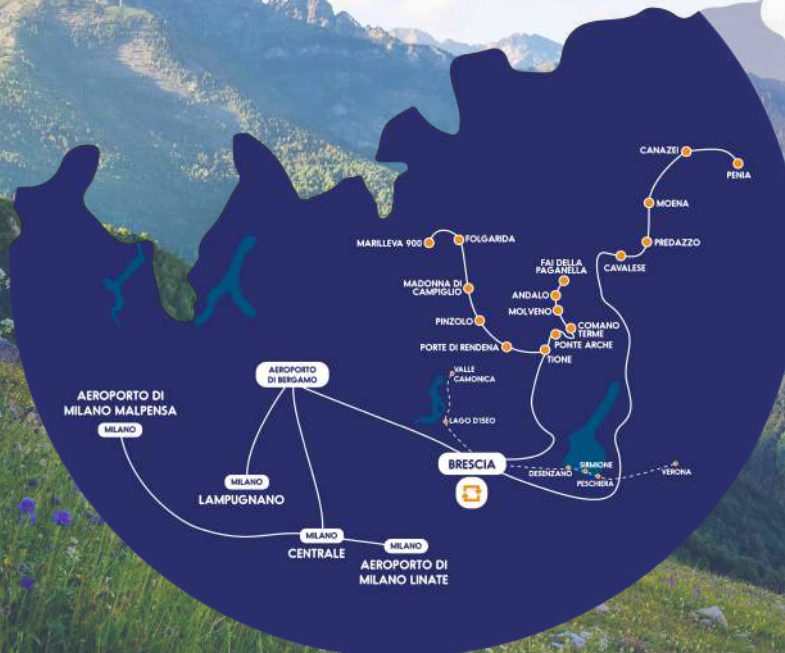 CANAZEI
PENIA
MOENA
PREDAZZO
CAVALESE
MARILLEVA 900
FOLGARIDA
FAI DELLA
PAGANELLA
MADONNA DI
CAMPIGLIO
ANDALO
MOLVENO
PINZOLO
COMANO
TERME
PONTE ARCHE
PORTE DI RENDENA
TIONE
AEROPORTO
DI BERGAMO
VALLE
CAMONICA
AEROPORTO DI
MILANO MALPENSA
MILANO
LAGO D'ISEO
BRESCIA
SIRMIONE
DESENZANO
VERONA
PESCHIERA
MILANO
LAMPUGNANO
MILANO
CENTRALE
MILANO
AEROPORTO DI
MILANO LINATE